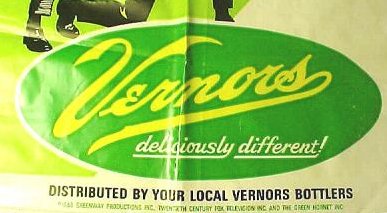 Vernors
deliciously different!
DISTRIBUTED BY YOUR LOCAL VERNORS BOTTLERS
GREENWAY PRODUCTIONS INC., TWENTIETH CENTURY FOX TELEVISION INC. AND THE GREEN HORNET INC